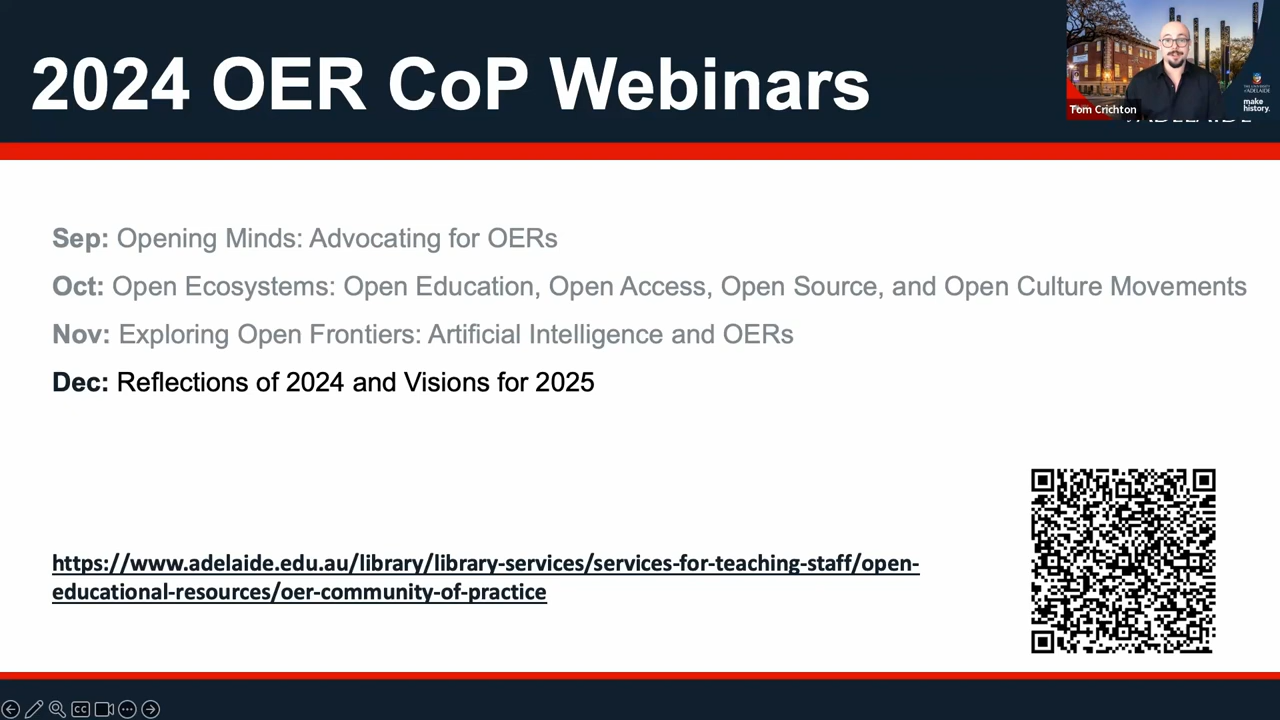 2024 OER CoP Webinars
Tom Crichton
make
history.
Sep: Opening Minds: Advocating for OERs
Oct: Open Ecosystems: Open Education, Open Access, Open Source, and Open Culture Movements
Nov: Exploring Open Frontiers: Artificial Intelligence and OERs
Dec: Reflections of 2024 and Visions for 2025
https://www.adelaide.edu.au/library/library-services/services-for-teaching-staff/open-
educational-resources/oer-community-of-practice
CC